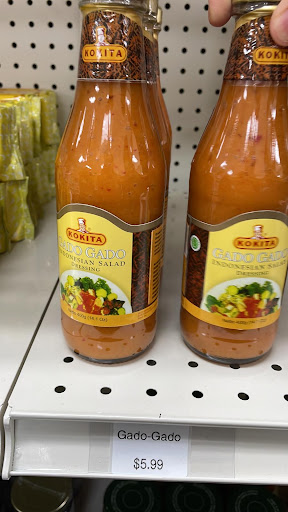 KOKITA
KOKITA
KOKITA
GADO GADO
INDONESIAN SALAD
DRESSING
KOKITA
GADO GADO
INDONESIAN SALAD
DRESSING
Gado-Gado
$5.99